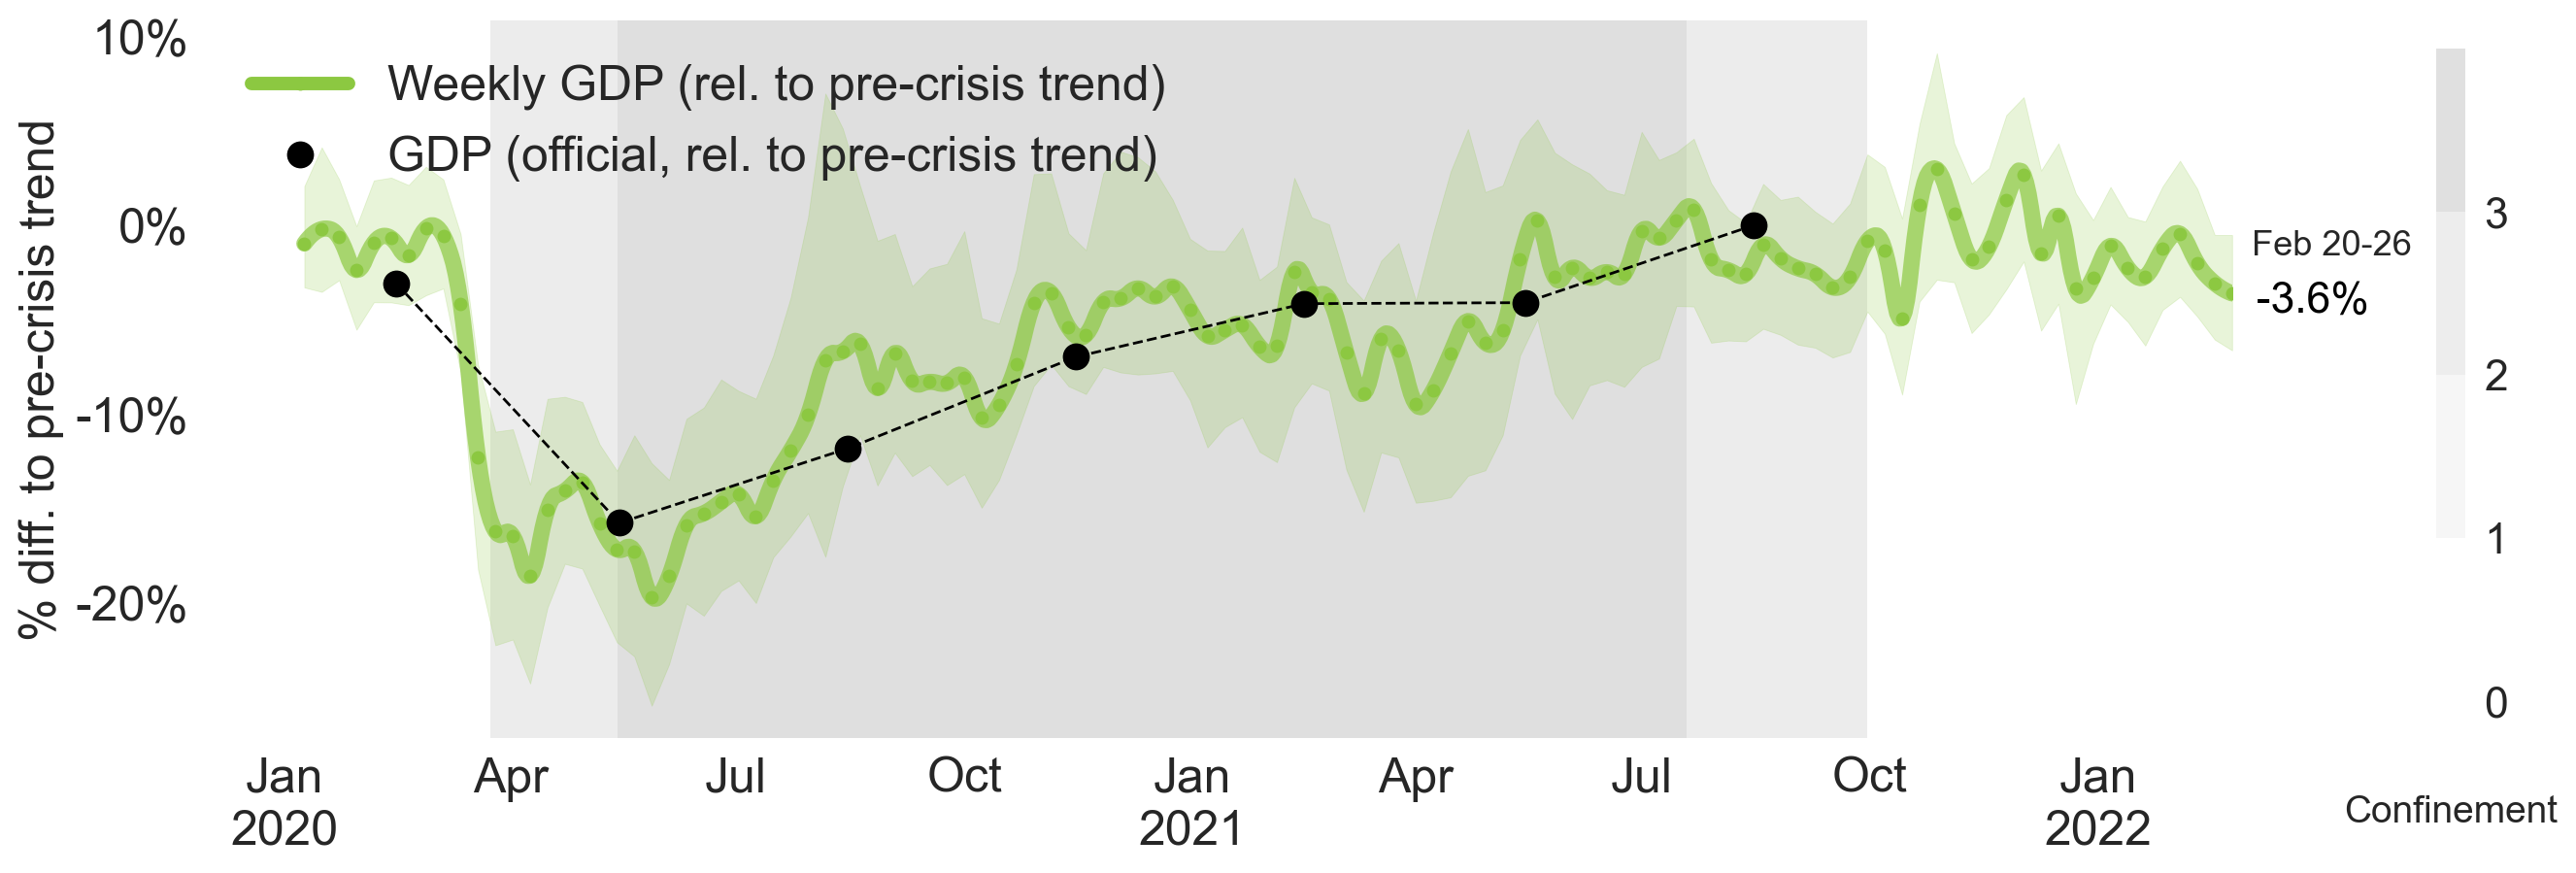 10%
0%
-10%
-20%
% diff. to pre-crisis trend
Weekly GDP (rel. to pre-crisis trend)
GDP (official, rel. to pre-crisis trend)
Feb 20-26
-3.6%
3
2
1
0
Confinement
Jan Apr Jul Oct Jan Apr Jul Oct Jan
2020 2021 2022